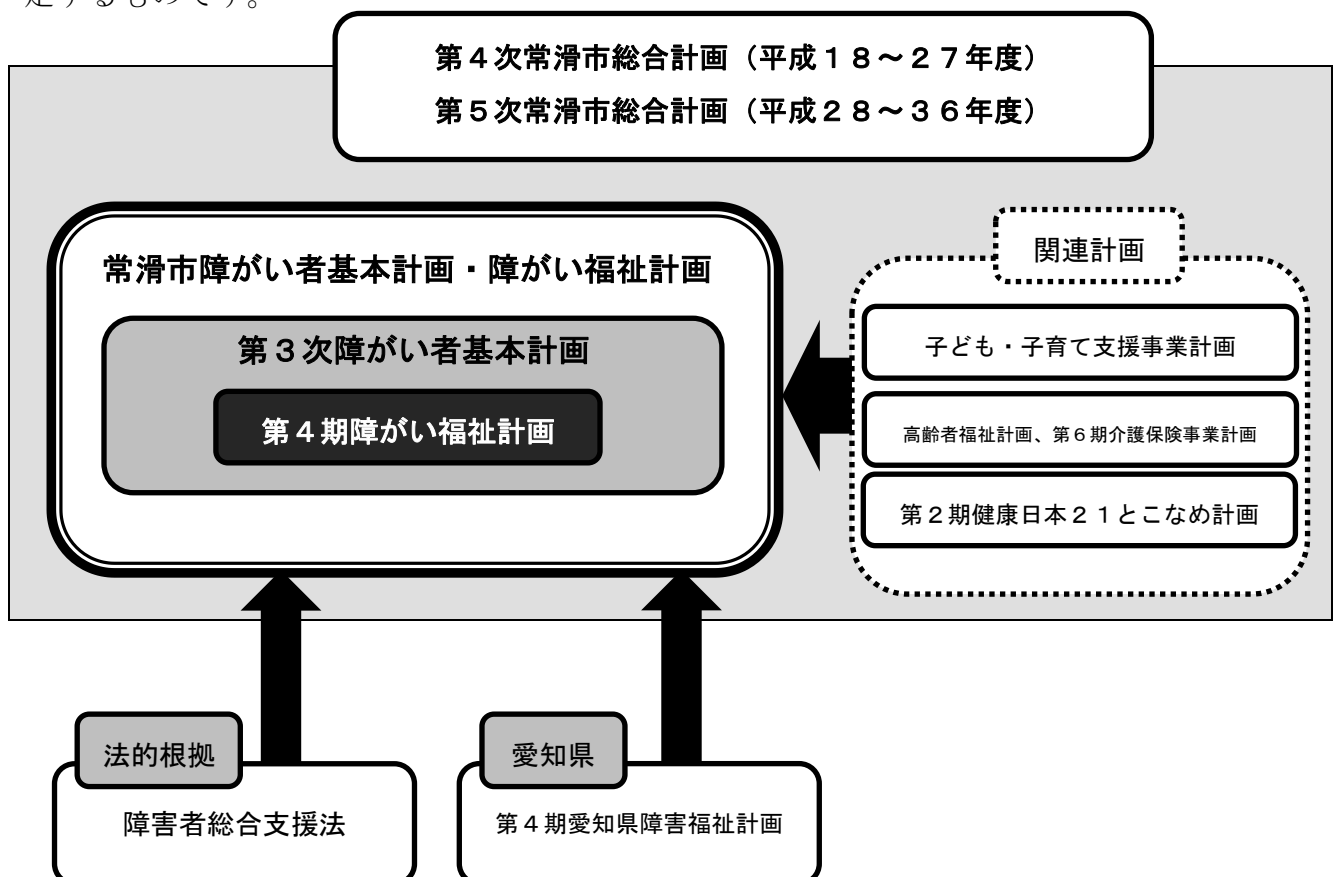 定するものです。
第４次常滑市総合計画（平成１８～２７年度）
第５次常滑市総合計画（平成２８～３６年度）
関連計画
常滑市障がい者基本計画・障がい福祉計画
第３次障がい者基本計画
第４期障がい福祉計画
子ども・子育て支援事業計画
高齢者福祉計画、第６期介護保険事業計画
第２期健康日本２１とこなめ計画
法的根拠
障害者総合支援法
愛知県
第４期愛知県障害福祉計画